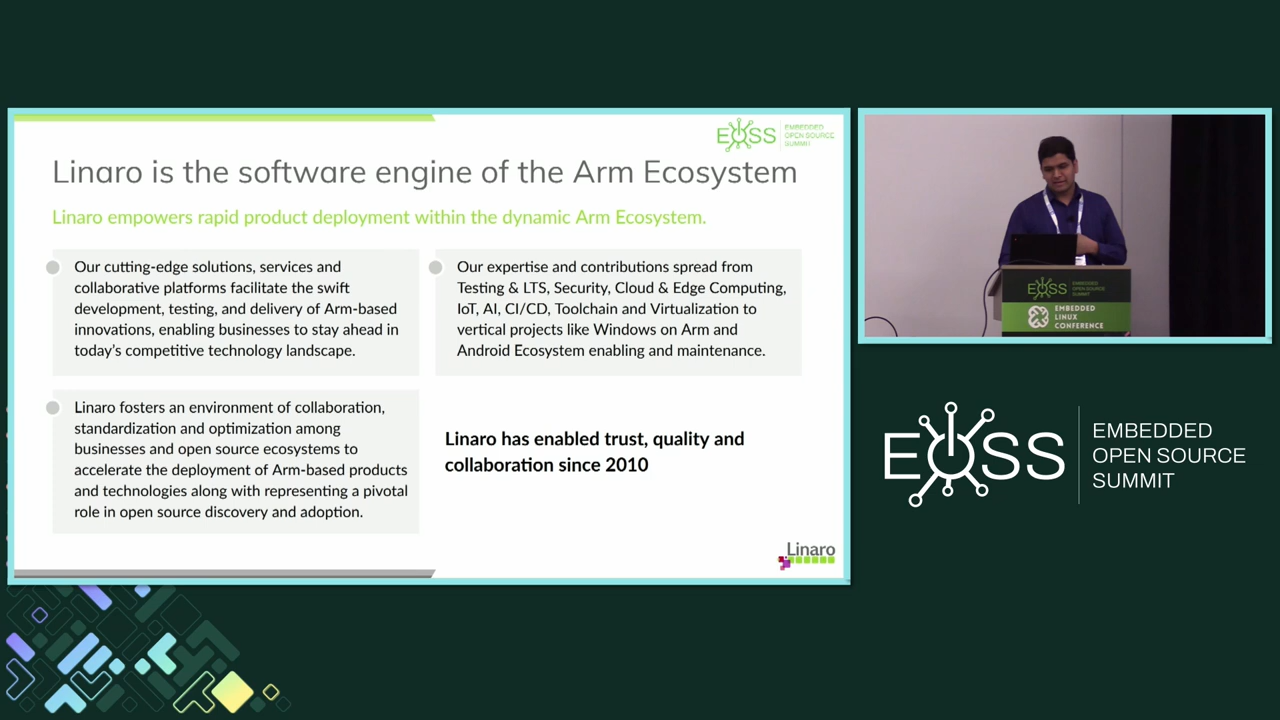 EOSS
EMBEDDED
OPEN SOURCE
SUMMIT
Linaro is the software engine of the Arm Ecosystem
Linaro empowers rapid product deployment within the dynamic Arm Ecosystem.
Our cutting-edge solutions, services and
collaborative platforms facilitate the swift
development, testing, and delivery of Arm-based
innovations, enabling businesses to stay ahead in
today's competitive technology landscape.
Our expertise and contributions spread from
Testing & LTS, Security, Cloud & Edge Computing,
IoT, AI, CI/CD, Toolchain and Virtualization to
vertical projects like Windows on Arm and
Android Ecosystem enabling and maintenance.
Linaro fosters an environment of collaboration,
standardization and optimization among
businesses and open source ecosystems to
accelerate the deployment of Arm-based products
and technologies along with representing a pivotal
role in open source discovery and adoption.
Linaro has enabled trust, quality and
collaboration since 2010
Linaro
EOSS
EMBEDDED
OPEN SOURCE
SUMMIT
EMBEDDED
LINUX
CONFERENCE
EOSS
EMBEDDED
OPEN SOURCE
SUMMIT